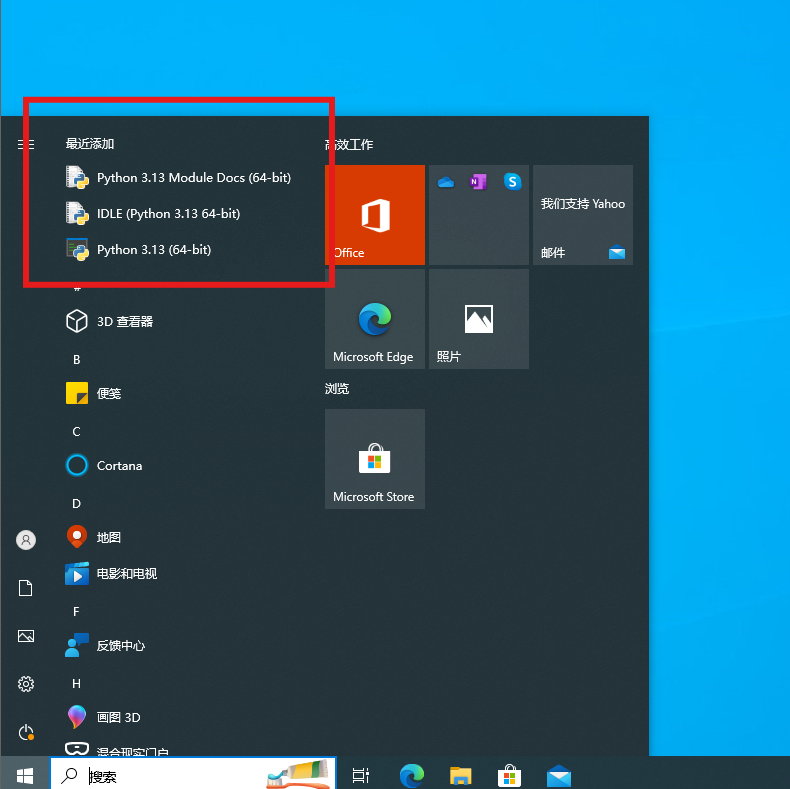 最近添加
Python 3.13 Module Docs (64-bit)
IDLE (Python 3.13 64-bit)
Python 3.13 (64-bit)
#
3D 查看器
B
便笺
C
Cortana
D
地图
电影和电视
F
反馈中心
H
画图 3D
混合现实门户
高效工作
Office
我们支持 Yahoo
邮件
Microsoft Edge
照片
浏览
Microsoft Store
搜索